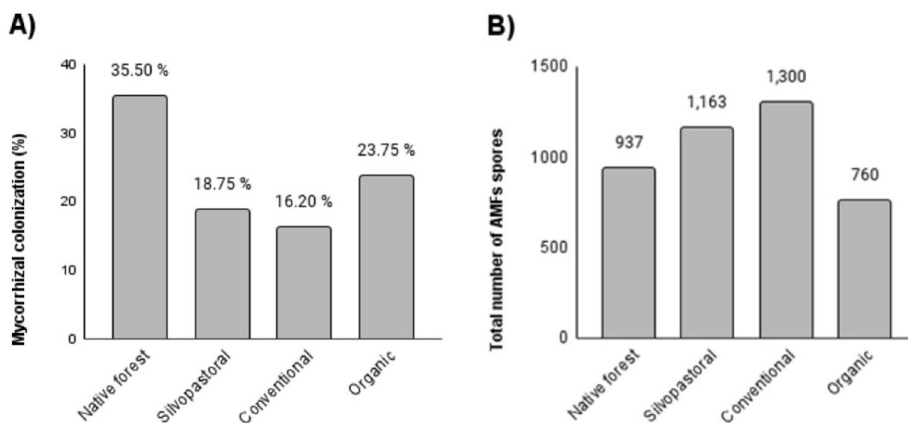 A)
Mycorrhizal colonization (%)
40
30
20
10
0
35.50 %
18.75 %
16.20 %
23.75 %
Native forest
Silvopastoral
Conventional
Organic
B)
Total number of AMFs spores
1500
1000
500
0
937
1,163
1,300
760
Native forest
Silvopastoral
Conventional
Organic